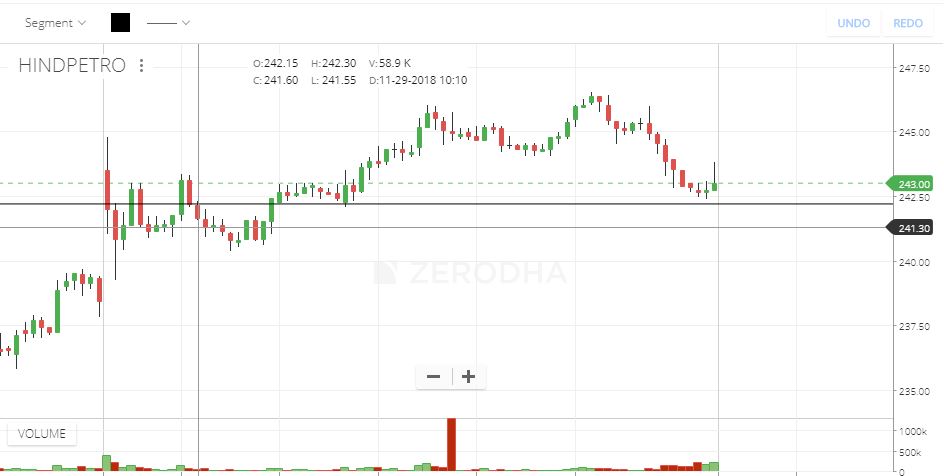 Segment
UNDO REDO
HINDPETRO
O:242.15 H:242.30 V:58.9 K
C:241.60 L: 241.55 D:11-29-2018 10:10
247.50
245.00
243.00
242.50
241.30
240.00
237.50
235.00
ZERODHA
VOLUME
1000k
500k
0